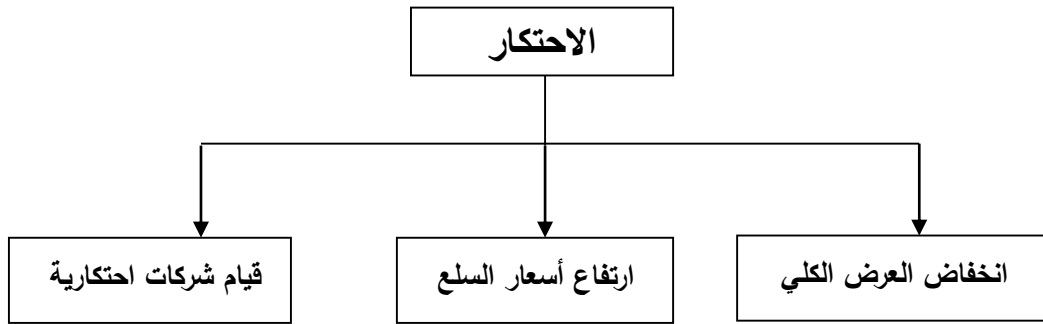 الاحتكار
انخفاض العرض الكلي
ارتفاع أسعار السلع
قيام شركات احتكارية